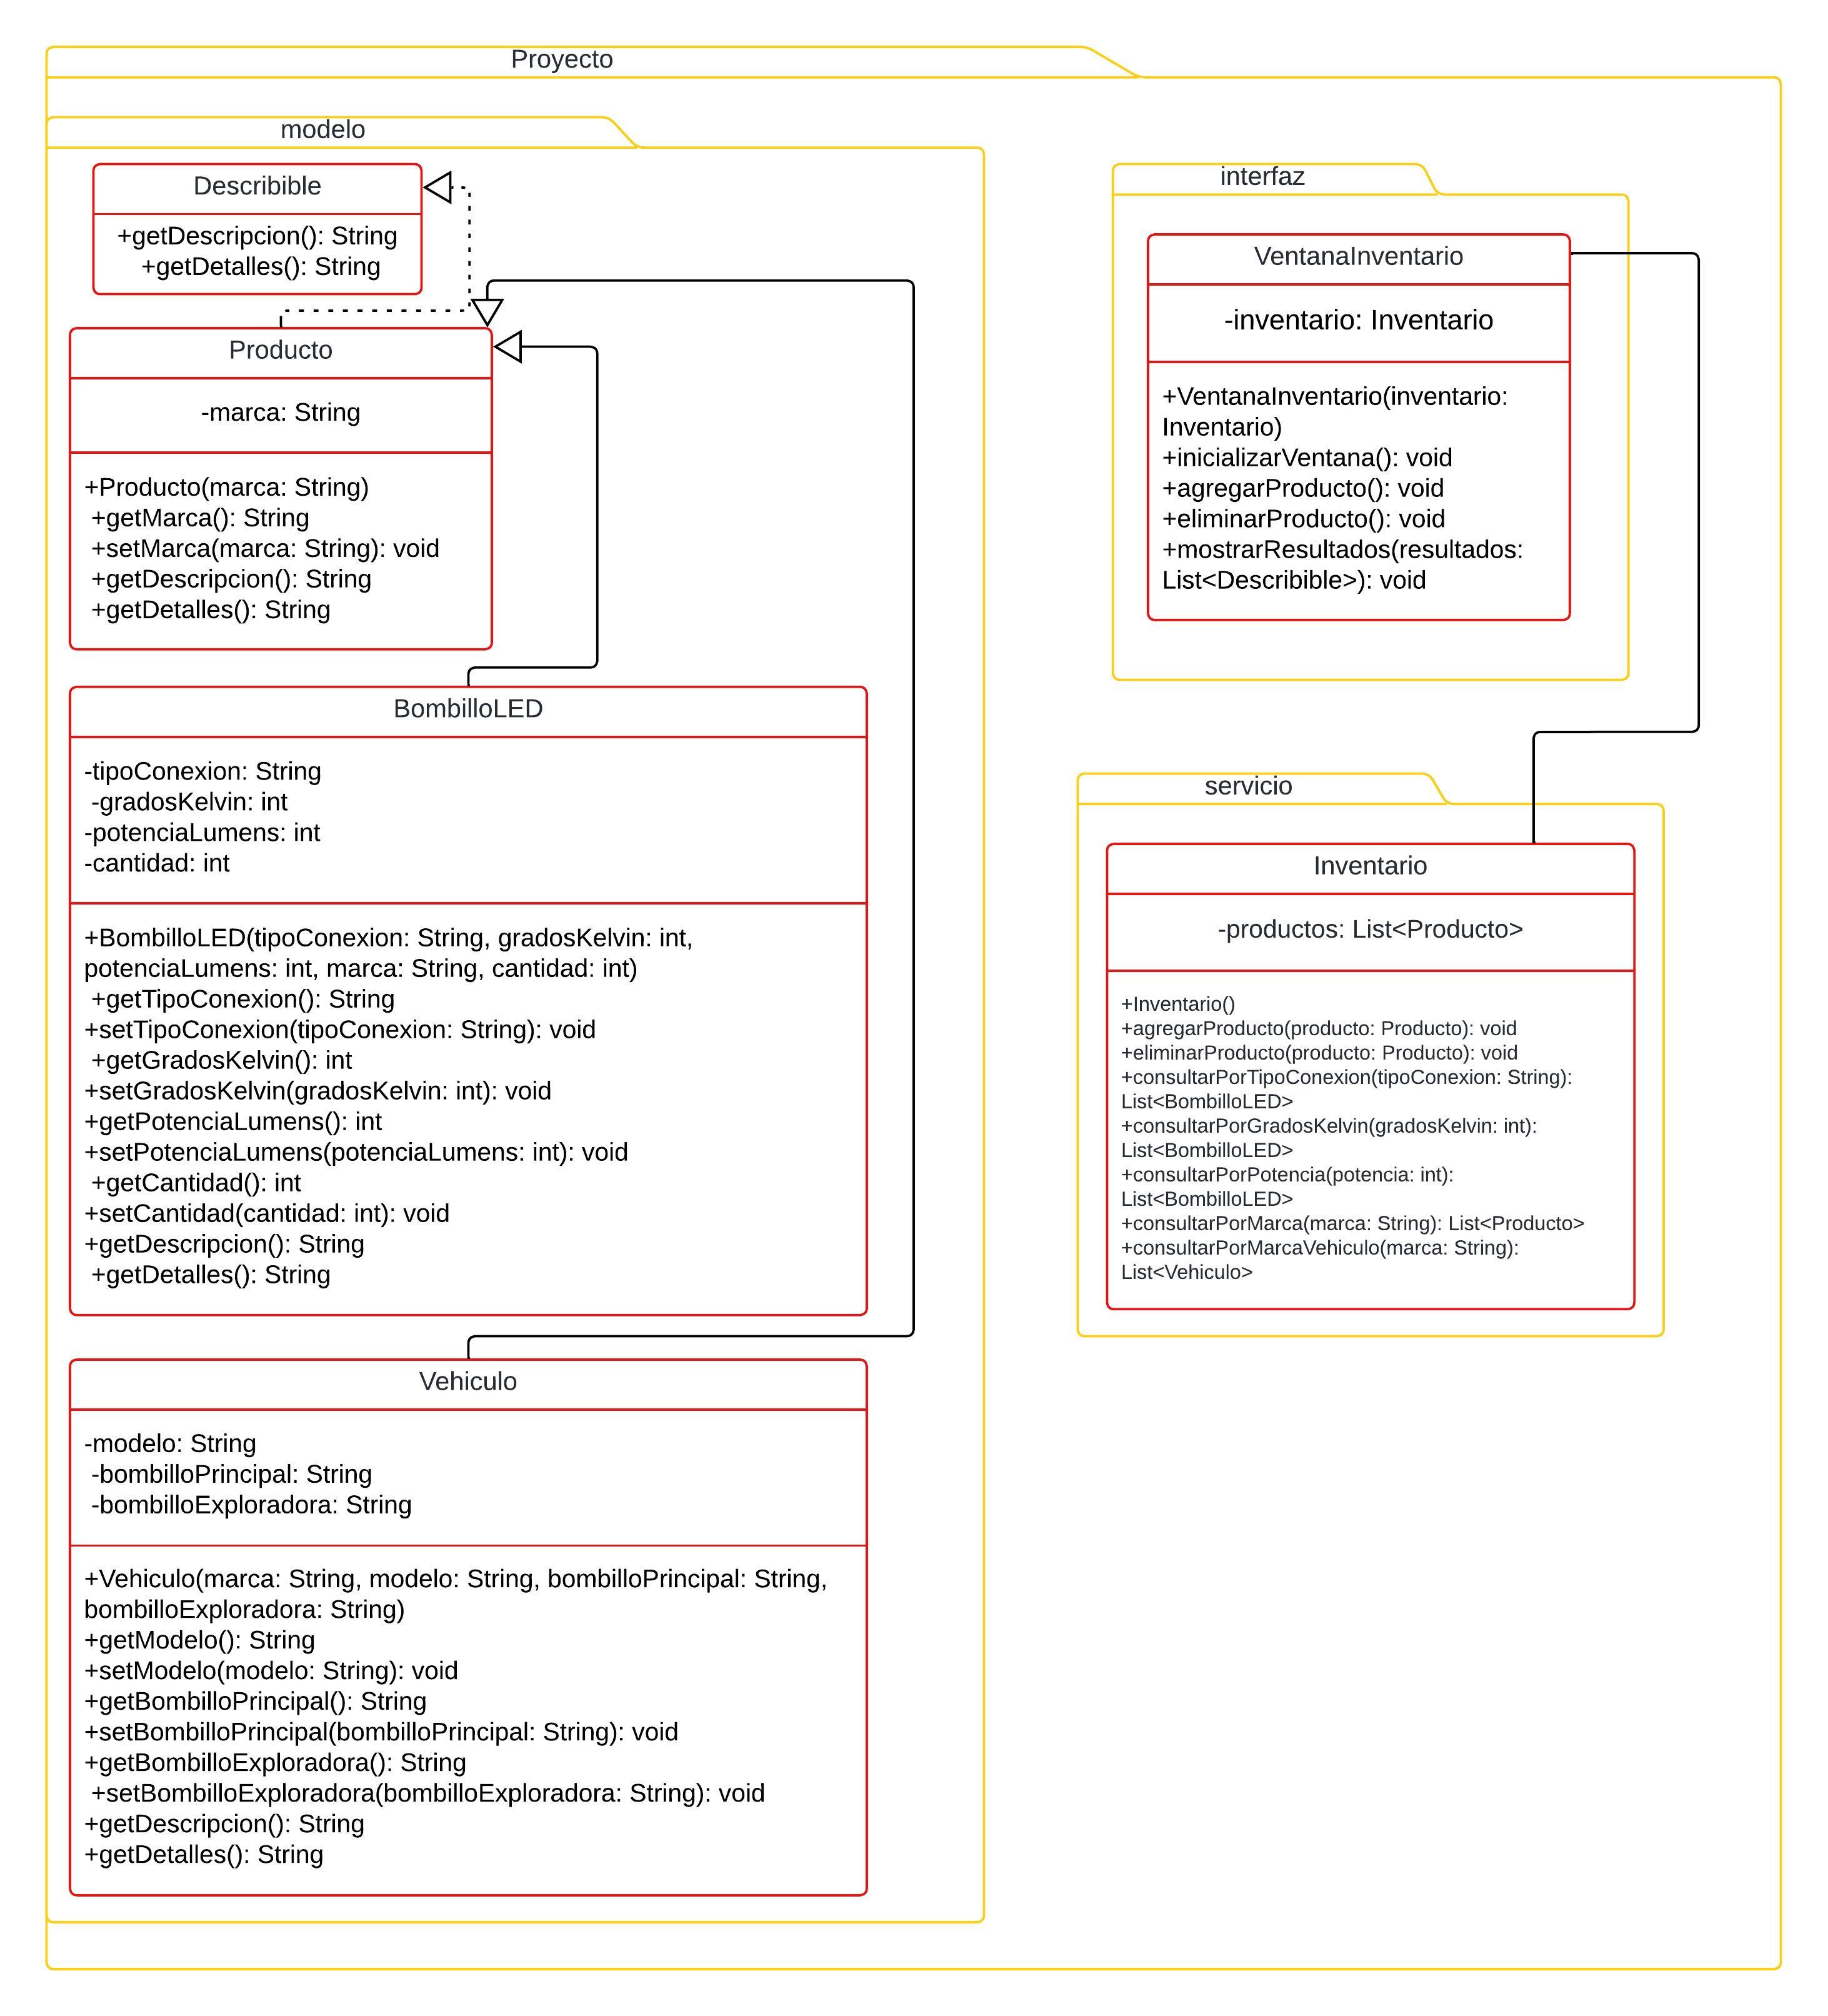 Proyecto
modelo
Describible
+getDescripcion(): String
+getDetalles(): String
Producto
-marca: String
+Producto(marca: String)
+getMarca(): String
+setMarca(marca: String): void
+getDescripcion(): String
+getDetalles(): String
BombilloLED
-tipoConexion: String
-gradosKelvin: int
-potenciaLumens: int
-cantidad: int
+BombilloLED(tipoConexion: String, gradosKelvin: int,
potenciaLumens: int, marca: String, cantidad: int)
+getTipoConexion(): String
+setTipoConexion(tipoConexion: String): void
+getGradosKelvin(): int
+setGradosKelvin(gradosKelvin: int): void
+getPotenciaLumens(): int
+setPotenciaLumens(potenciaLumens: int): void
+getCantidad(): int
+setCantidad(cantidad: int): void
+getDescripcion(): String
+getDetalles(): String
Vehiculo
-modelo: String
-bombilloPrincipal: String
-bombilloExploradora: String
+Vehiculo(marca: String, modelo: String, bombilloPrincipal: String,
bombilloExploradora: String)
+getModelo(): String
+setModelo(modelo: String): void
+getBombilloPrincipal(): String
+setBombilloPrincipal(bombilloPrincipal: String): void
+getBombilloExploradora(): String
+setBombilloExploradora(bombilloExploradora: String): void
+getDescripcion(): String
+getDetalles(): String
interfaz
VentanaInventario
-inventario: Inventario
+VentanaInventario(inventario:
Inventario)
+inicializarVentana(): void
+agregarProducto(): void
+eliminarProducto(): void
+mostrarResultados(resultados:
List<Describible>): void
servicio
Inventario
-productos: List<Producto>
+Inventario()
+agregarProducto(producto: Producto): void
+eliminarProducto(producto: Producto): void
+consultarPorTipoConexion(tipoConexion: String):
List<BombilloLED>
+consultarPorGradosKelvin(gradosKelvin: int):
List<BombilloLED>
+consultarPorPotencia(potencia: int):
List<BombilloLED>
+consultarPorMarca(marca: String): List<Producto>
+consultarPorMarcaVehiculo(marca: String):
List<Vehiculo>